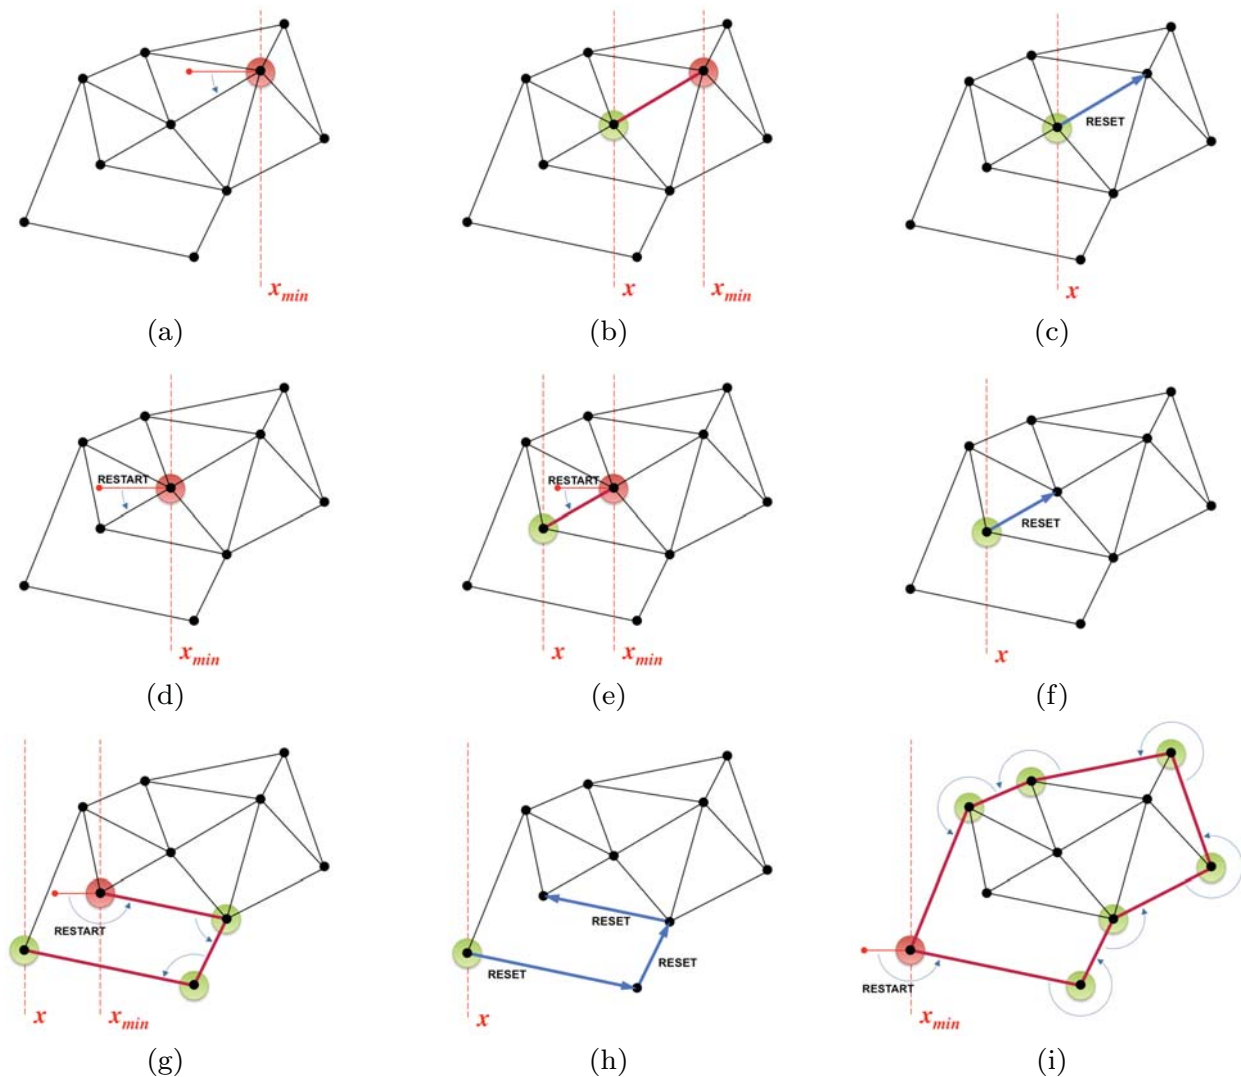 x_min
x x_min
RESET
x
(a) (b) (c)
RESTART
RESTART
RESET
x_min
x x_min
x
(d) (e) (f)
RESTART
RESET
RESET
RESET
RESTART
x x_min
x
x_min
(g) (h) (i)